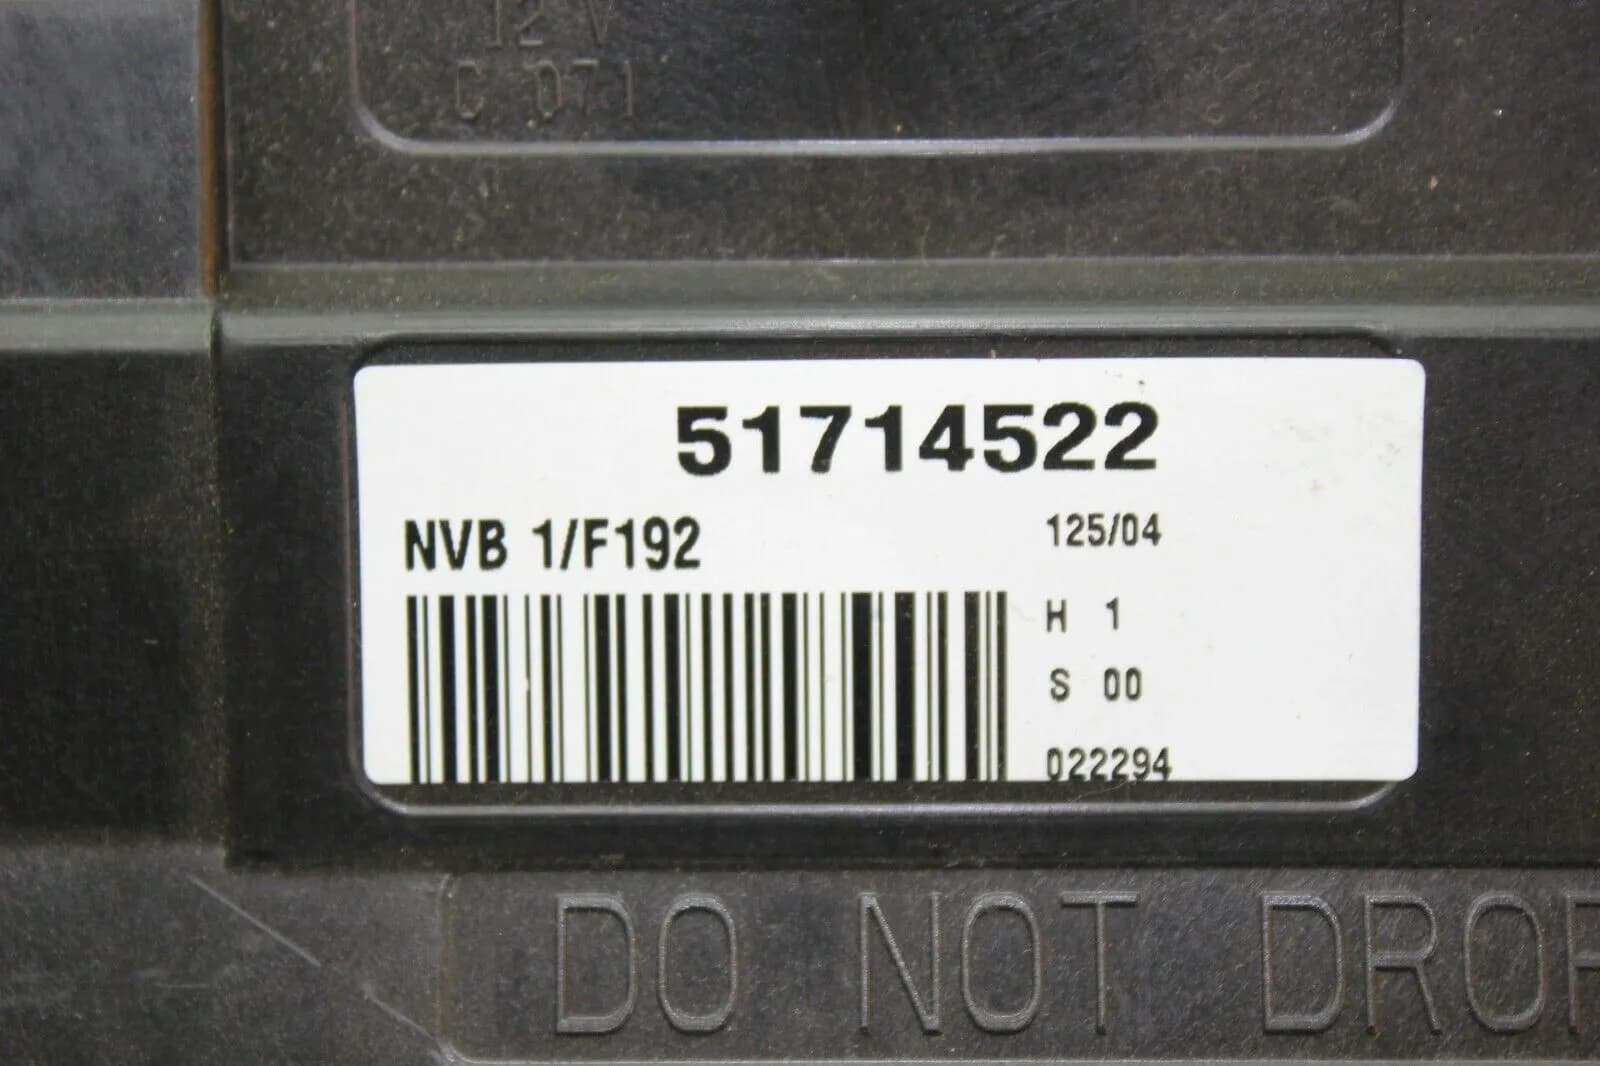 12 V
C 071
51714522
NVB 1/F192
125/04
H 1
S 00
022294
DO NOT DROP